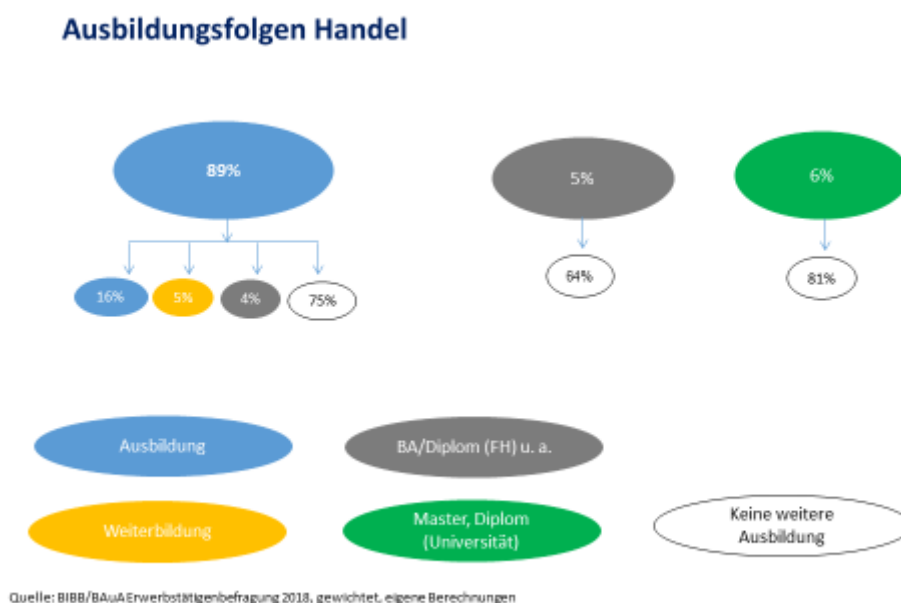 Ausbildungsfolgen Handel
89%
5%
6%
16%
5%
4%
75%
64%
81%
Ausbildung
BA/Diplom (FH) u. a.
Weiterbildung
Master, Diplom
(Universität)
Keine weitere
Ausbildung
Quelle: BIBB/BAuA Erwerbstätigenbefragung 2018, gewichtet, eigene Berechnungen